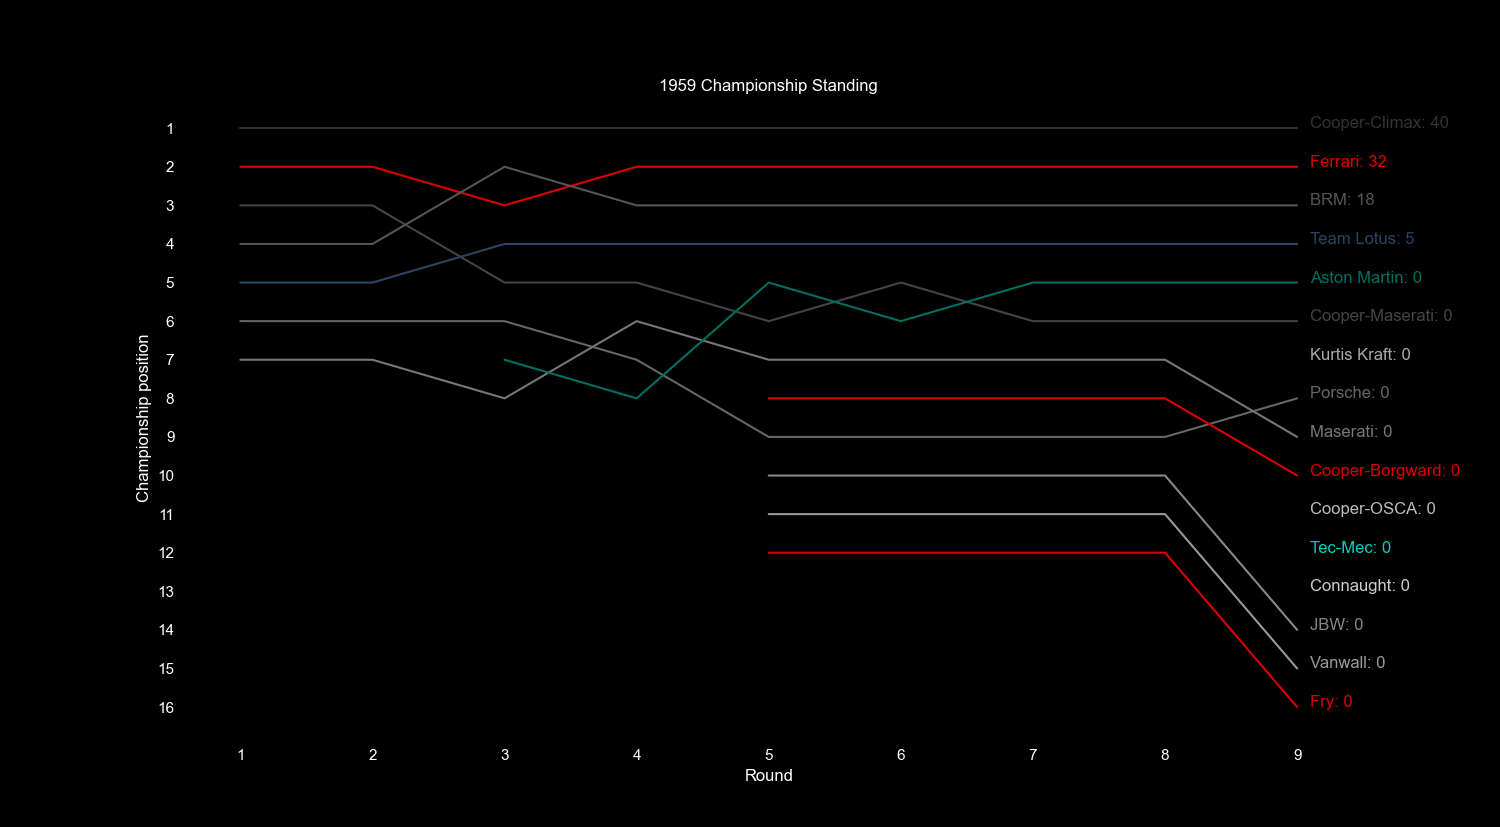 1959 Championship Standing
1
2
3
4
5
6
7
8
9
10
11
12
13
14
15
16
Championship position
Cooper-Climax: 40
Ferrari: 32
BRM: 18
Team Lotus: 5
Aston Martin: 0
Cooper-Maserati: 0
Kurtis Kraft: 0
Porsche: 0
Maserati: 0
Cooper-Borgward: 0
Cooper-OSCA: 0
Tec-Mec: 0
Connaught: 0
JBW: 0
Vanwall: 0
Fry: 0
1 2 3 4 5 6 7 8 9
Round